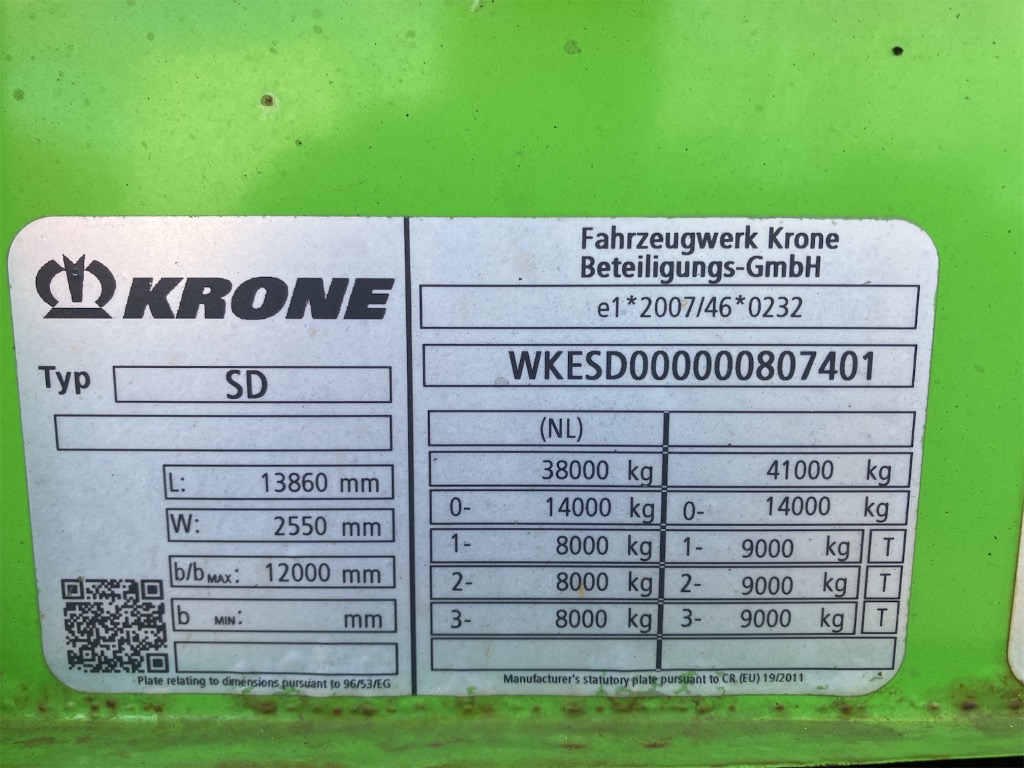 KRONE
Typ SD
L: 13860 mm
W: 2550 mm
b/b MAX: 12000 mm
b MIN: mm
Plate relating to dimensions pursuant to 96/53/EG
Fahrzeugwerk Krone
Beteiligungs-GmbH
e1*2007/46*0232
WKESD000000807401
(NL)
38000 kg 41000 kg
0- 14000 kg 0- 14000 kg
1- 8000 kg 1- 9000 kg T
2- 8000 kg 2- 9000 kg T
3- 8000 kg 3- 9000 kg T
Manufacturer's statutory plate pursuant to CR (EU) 19/2011